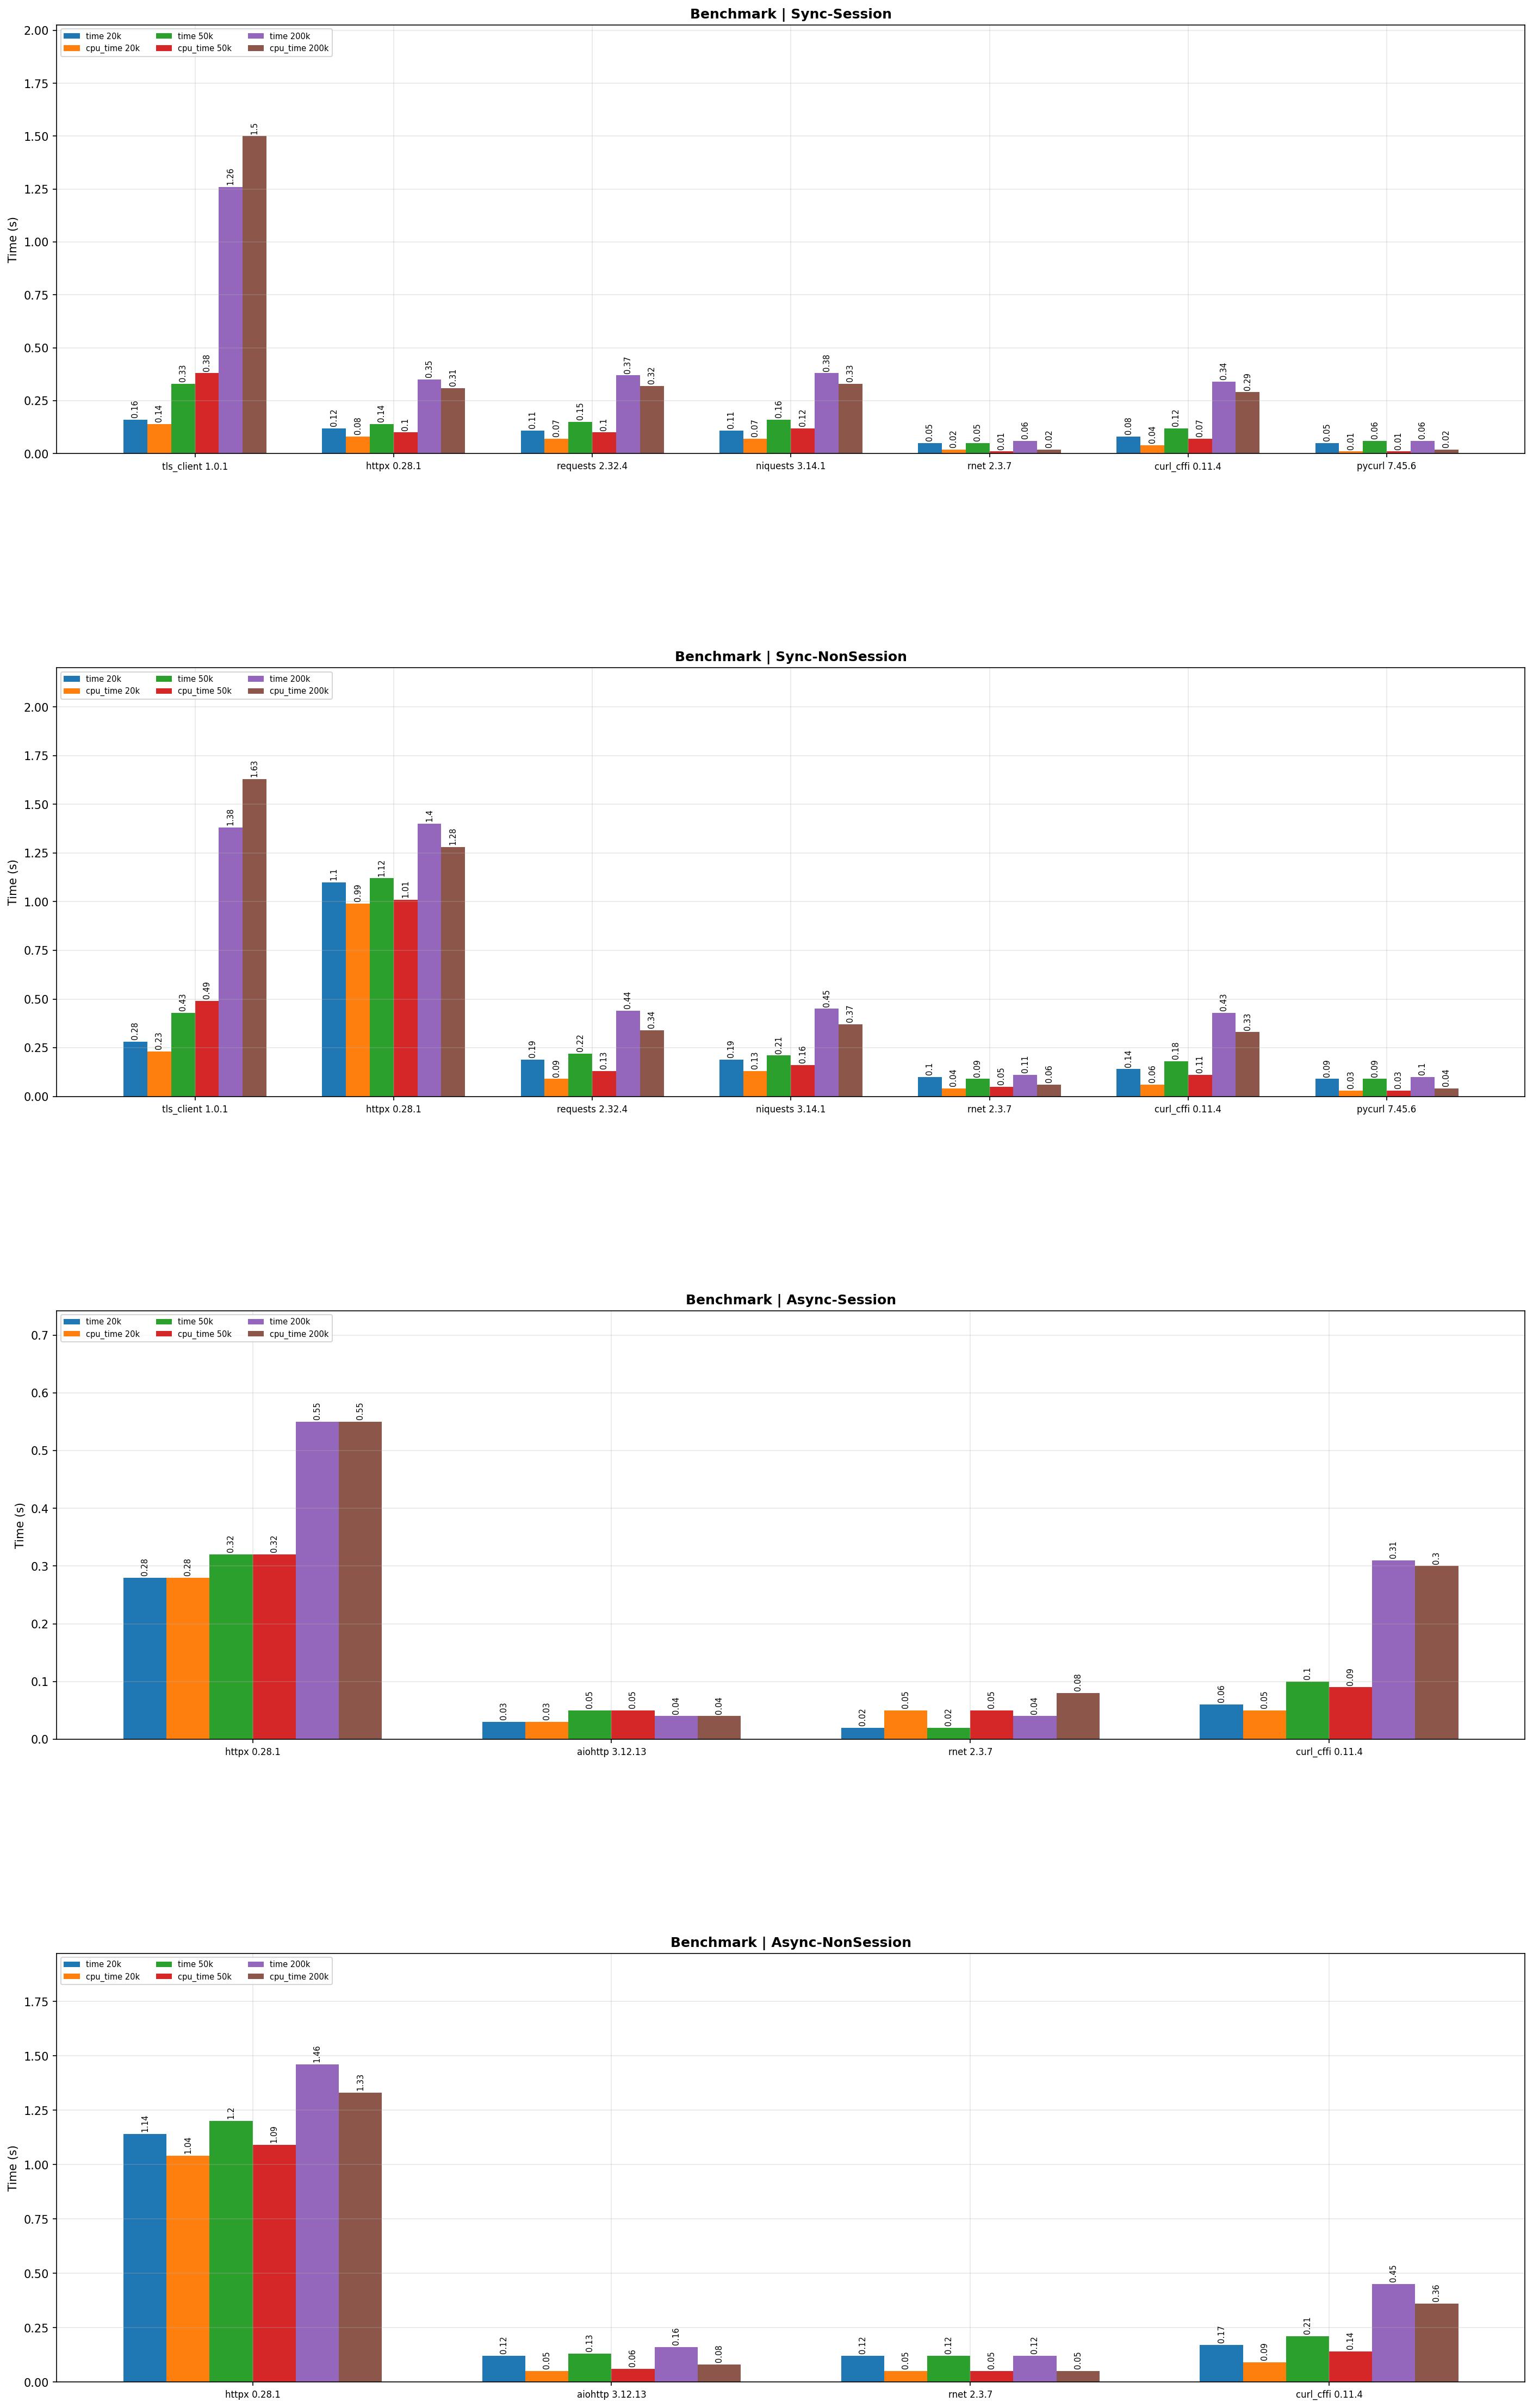 Benchmark | Sync-Session
time 20k time 50k time 200k
cpu_time 20k cpu_time 50k cpu_time 200k
Time (s)
2.00
1.75
1.50
1.25
1.00
0.75
0.50
0.25
0.00
0.16 0.14 0.33 0.38 1.26 1.5
0.12 0.08 0.14 0.1 0.35 0.31
0.11 0.07 0.15 0.1 0.37 0.32
0.11 0.07 0.16 0.12 0.38 0.33
0.05 0.02 0.05 0.01 0.06 0.02
0.08 0.04 0.12 0.07 0.34 0.29
0.05 0.01 0.06 0.01 0.06 0.02
tls_client 1.0.1 httpx 0.28.1 requests 2.32.4 niquests 3.14.1 rnet 2.3.7 curl_cffi 0.11.4 pycurl 7.45.6
Benchmark | Sync-NonSession
time 20k time 50k time 200k
cpu_time 20k cpu_time 50k cpu_time 200k
Time (s)
2.00
1.75
1.50
1.25
1.00
0.75
0.50
0.25
0.00
0.28 0.23 0.43 0.49 1.38 1.63
1.1 0.99 1.12 1.01 1.4 1.28
0.19 0.09 0.22 0.13 0.44 0.34
0.19 0.13 0.21 0.16 0.45 0.37
0.1 0.04 0.09 0.05 0.11 0.06
0.14 0.06 0.18 0.11 0.43 0.33
0.09 0.03 0.09 0.03 0.1 0.04
tls_client 1.0.1 httpx 0.28.1 requests 2.32.4 niquests 3.14.1 rnet 2.3.7 curl_cffi 0.11.4 pycurl 7.45.6
Benchmark | Async-Session
time 20k time 50k time 200k
cpu_time 20k cpu_time 50k cpu_time 200k
Time (s)
0.7
0.6
0.5
0.4
0.3
0.2
0.1
0.0
0.28 0.28 0.32 0.32 0.55 0.55
0.03 0.03 0.05 0.05 0.04 0.04
0.02 0.05 0.02 0.05 0.04 0.08
0.06 0.05 0.1 0.09 0.31 0.3
httpx 0.28.1 aiohttp 3.12.13 rnet 2.3.7 curl_cffi 0.11.4
Benchmark | Async-NonSession
time 20k time 50k time 200k
cpu_time 20k cpu_time 50k cpu_time 200k
Time (s)
1.75
1.50
1.25
1.00
0.75
0.50
0.25
0.00
1.14 1.04 1.2 1.09 1.46 1.33
0.12 0.05 0.13 0.06 0.16 0.08
0.12 0.05 0.12 0.05 0.12 0.05
0.17 0.09 0.21 0.14 0.45 0.36
httpx 0.28.1 aiohttp 3.12.13 rnet 2.3.7 curl_cffi 0.11.4